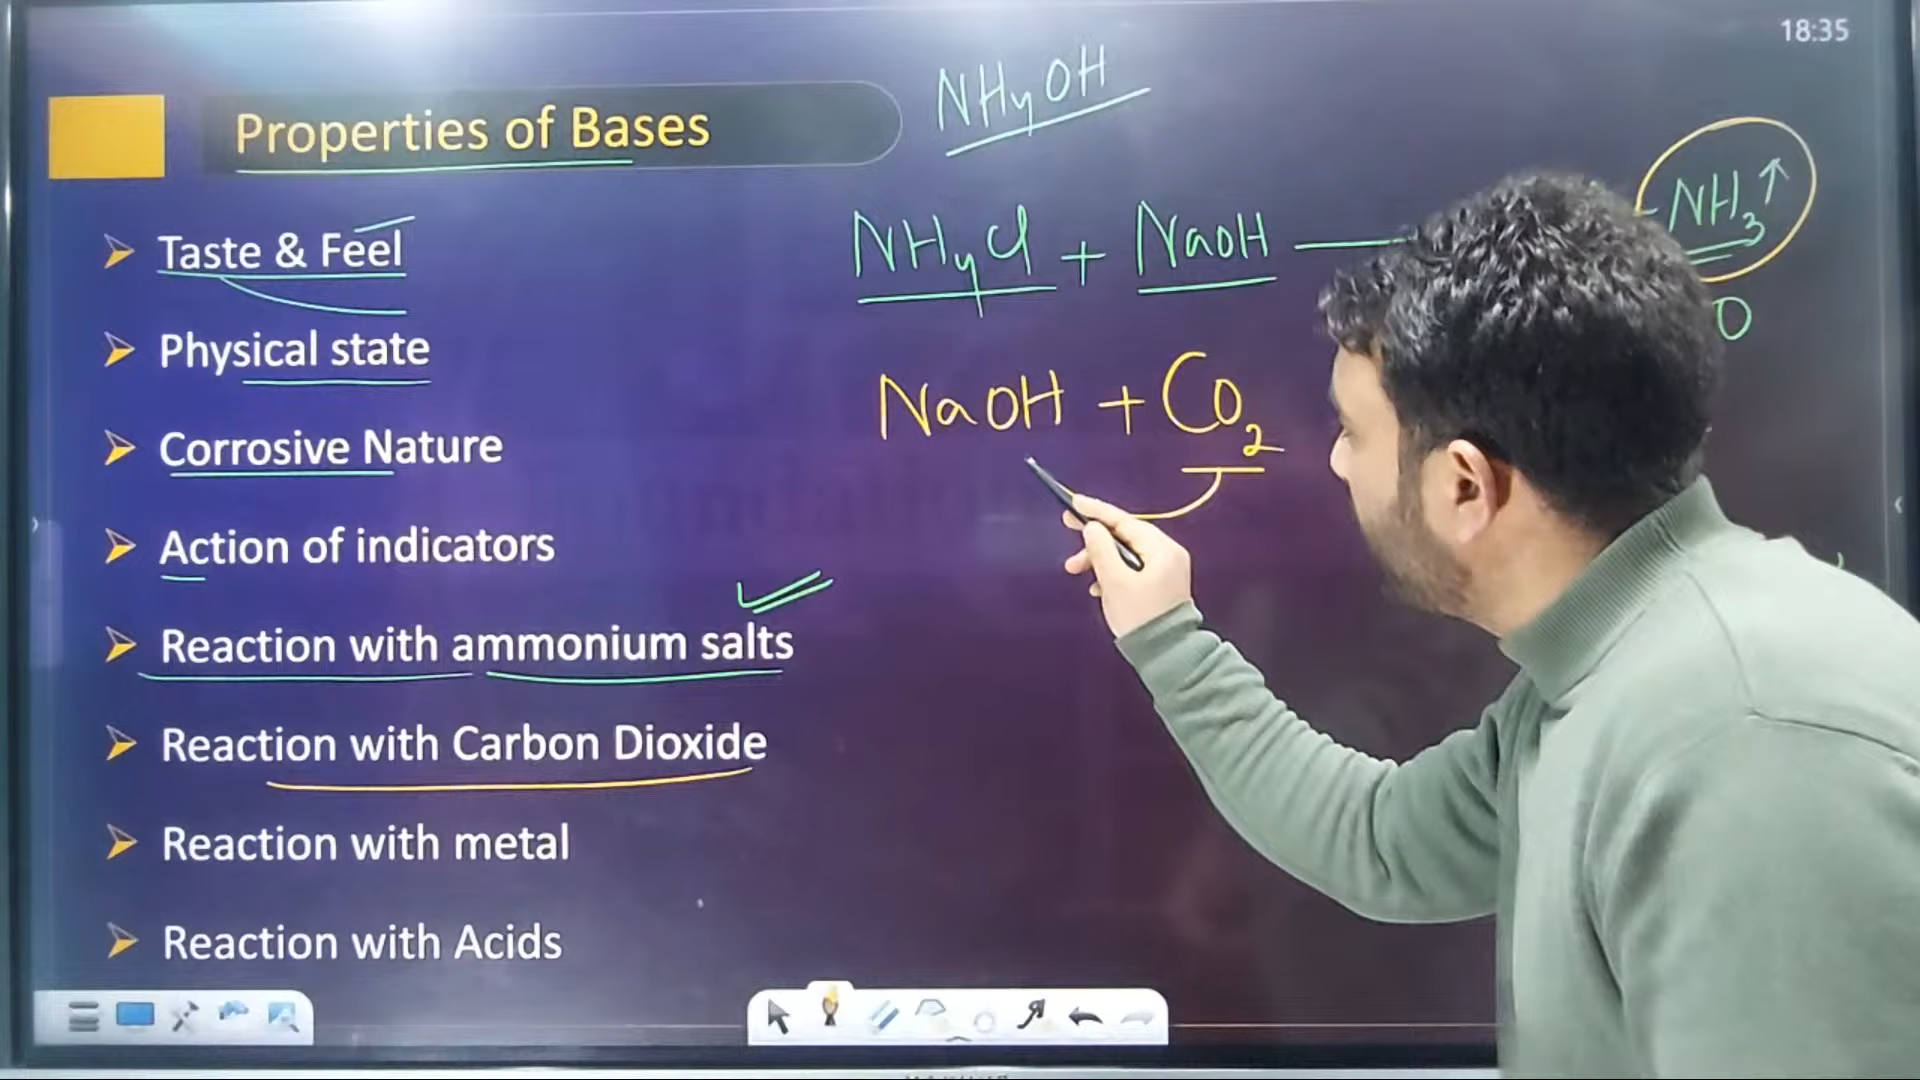 18:35
NH4OH
Properties of Bases
NH4Cl + NaOH — NH3↑
O
Taste & Feel
Physical state
NaOH + CO2
Corrosive Nature
Action of indicators
Reaction with ammonium salts
Reaction with Carbon Dioxide
Reaction with metal
Reaction with Acids